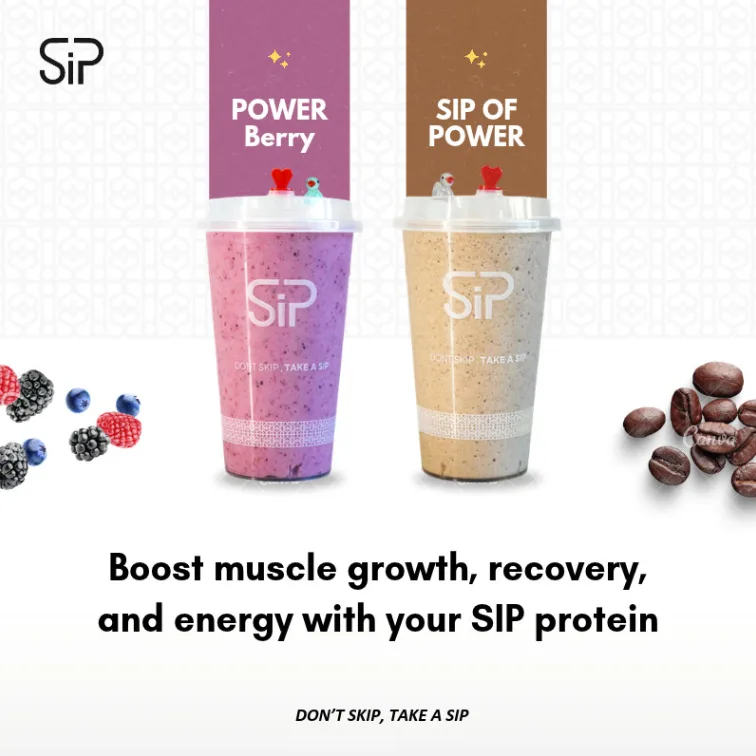 SiP
POWER
Berry
SIP OF
POWER
SiP
DON'T SKIP, TAKE A SIP
SiP
DON'T SKIP, TAKE A SIP
Canva
Boost muscle growth, recovery,
and energy with your SIP protein
DON'T SKIP, TAKE A SIP